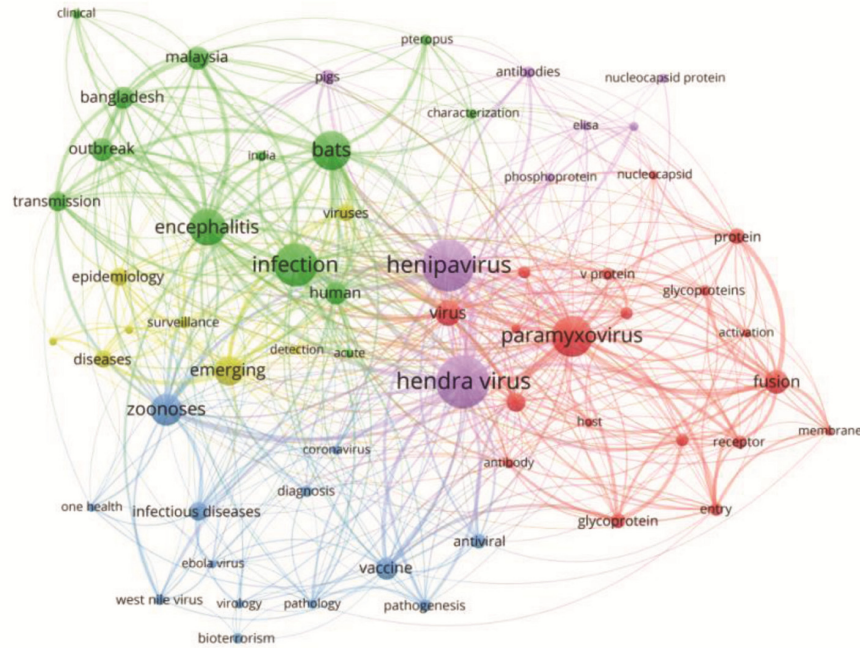 clinical
pteropus
malaysia
pigs
antibodies
nucleocapsid protein
bangladesh
characterization
elisa
outbreak
bats
india
nucleocapsid
phosphoprotein
transmission
viruses
encephalitis
protein
infection
henipavirus
epidemiology
v protein
human
glycoproteins
virus
surveillance
activation
paramyxovirus
detection
acute
diseases
emerging
hendra virus
fusion
zoonoses
host
membrane
receptor
coronavirus
antibody
diagnosis
one health
infectious diseases
entry
glycoprotein
antiviral
ebola virus
vaccine
west nile virus
virology
pathology
pathogenesis
bioterrorism